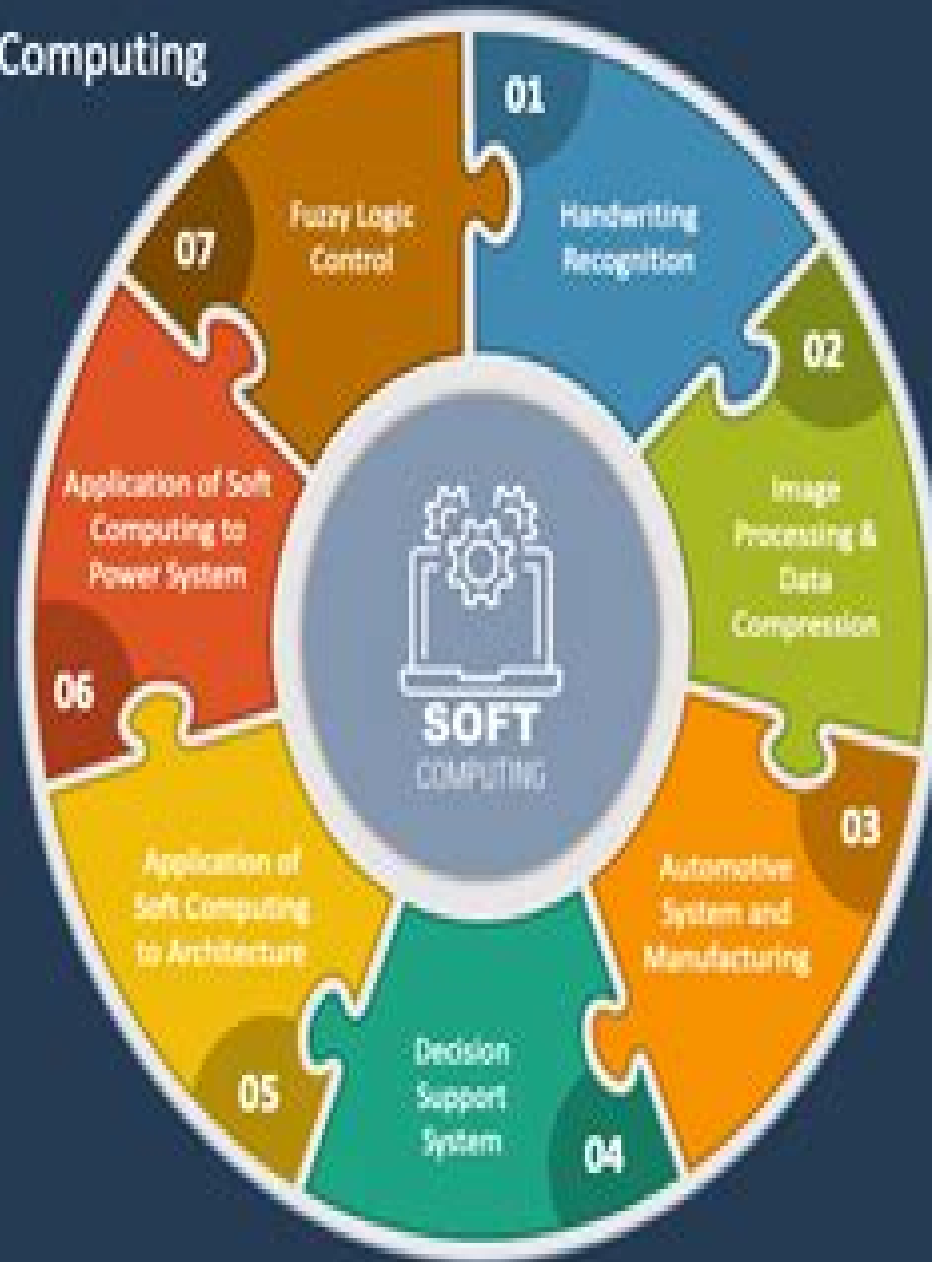 Computing
01
Handwriting
Recognition
02
Image
Processing &
Data
Compression
03
Automotive
System and
Manufacturing
04
Decision
Support
System
05
Application of
Soft Computing
to Architecture
06
Application of Soft
Computing to
Power System
07
Fuzzy Logic
Control
SOFT
COMPUTING